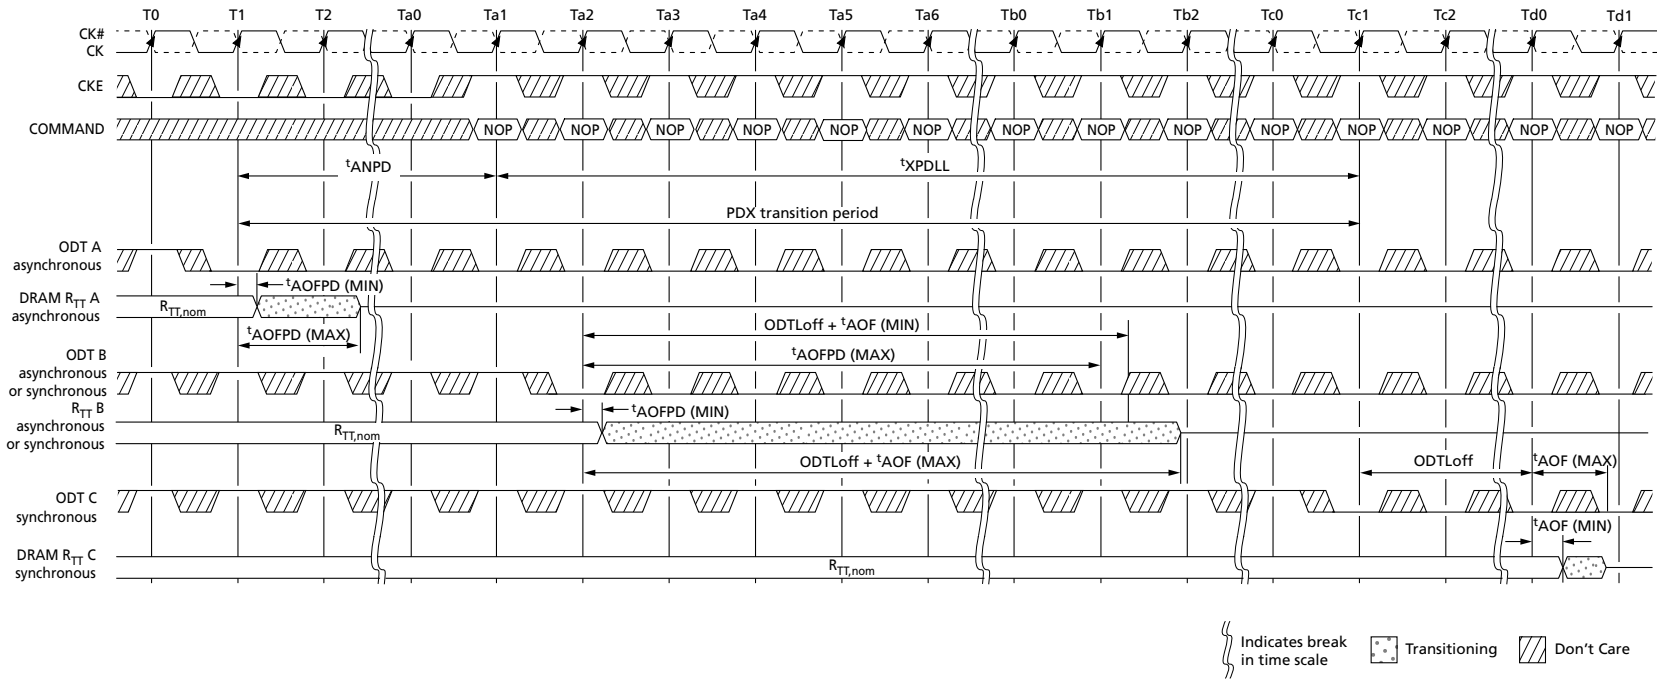 T0 T1 T2 Ta0 Ta1 Ta2 Ta3 Ta4 Ta5 Ta6 Tb0 Tb1 Tb2 Tc0 Tc1 Tc2 Td0 Td1
CK#
CK
CKE
COMMAND NOP NOP NOP NOP NOP NOP NOP NOP NOP NOP NOP NOP NOP NOP
tANPD tXPDLL
PDX transition period
ODT A
asynchronous
tAOFPD (MIN)
DRAM RTT A
asynchronous
RTT,nom
tAOFPD (MAX)
ODTLoff + tAOF (MIN)
tAOFPD (MAX)
ODT B
asynchronous
or synchronous
tAOFPD (MIN)
RTT B
asynchronous
or synchronous
RTT,nom
ODTLoff + tAOF (MAX)
ODTLoff tAOF (MAX)
ODT C
synchronous
tAOF (MIN)
DRAM RTT C
synchronous
RTT,nom
Indicates break
in time scale
Transitioning
Don't Care